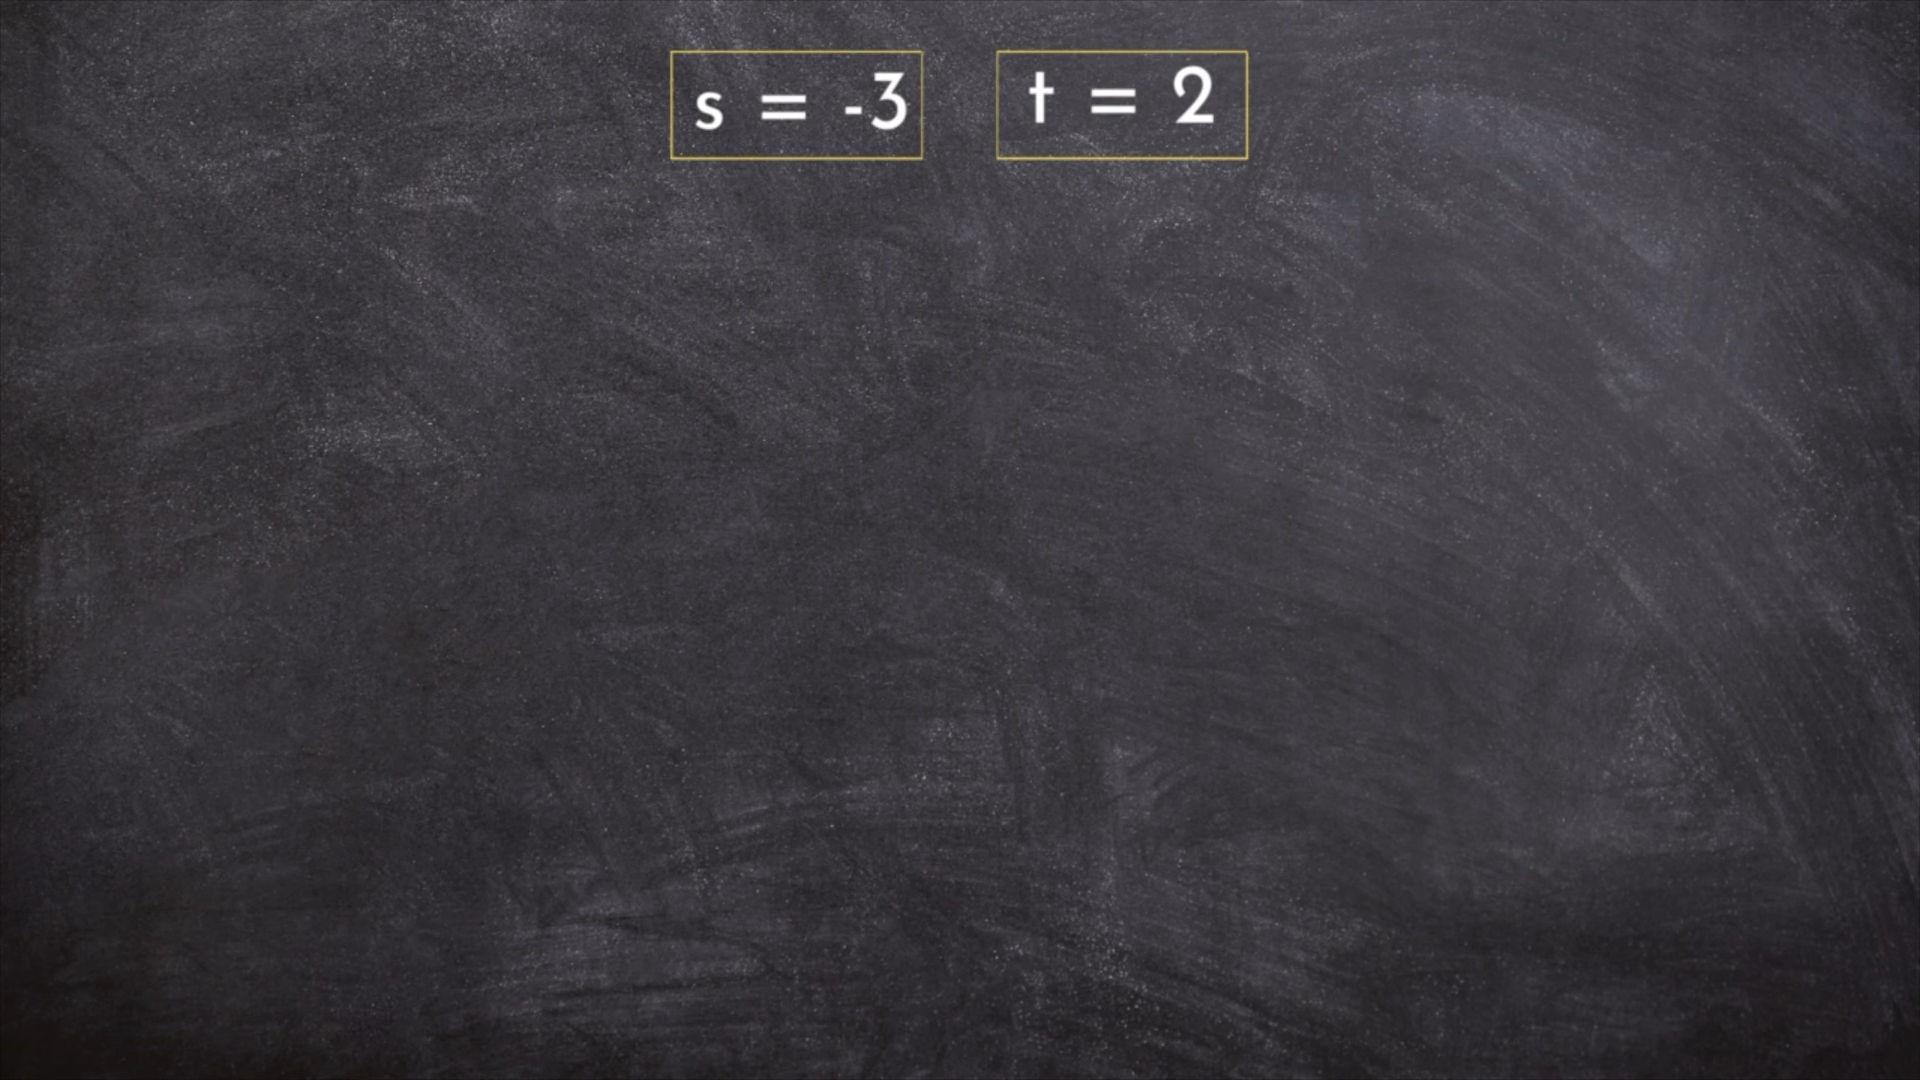 s = -3
t = 2